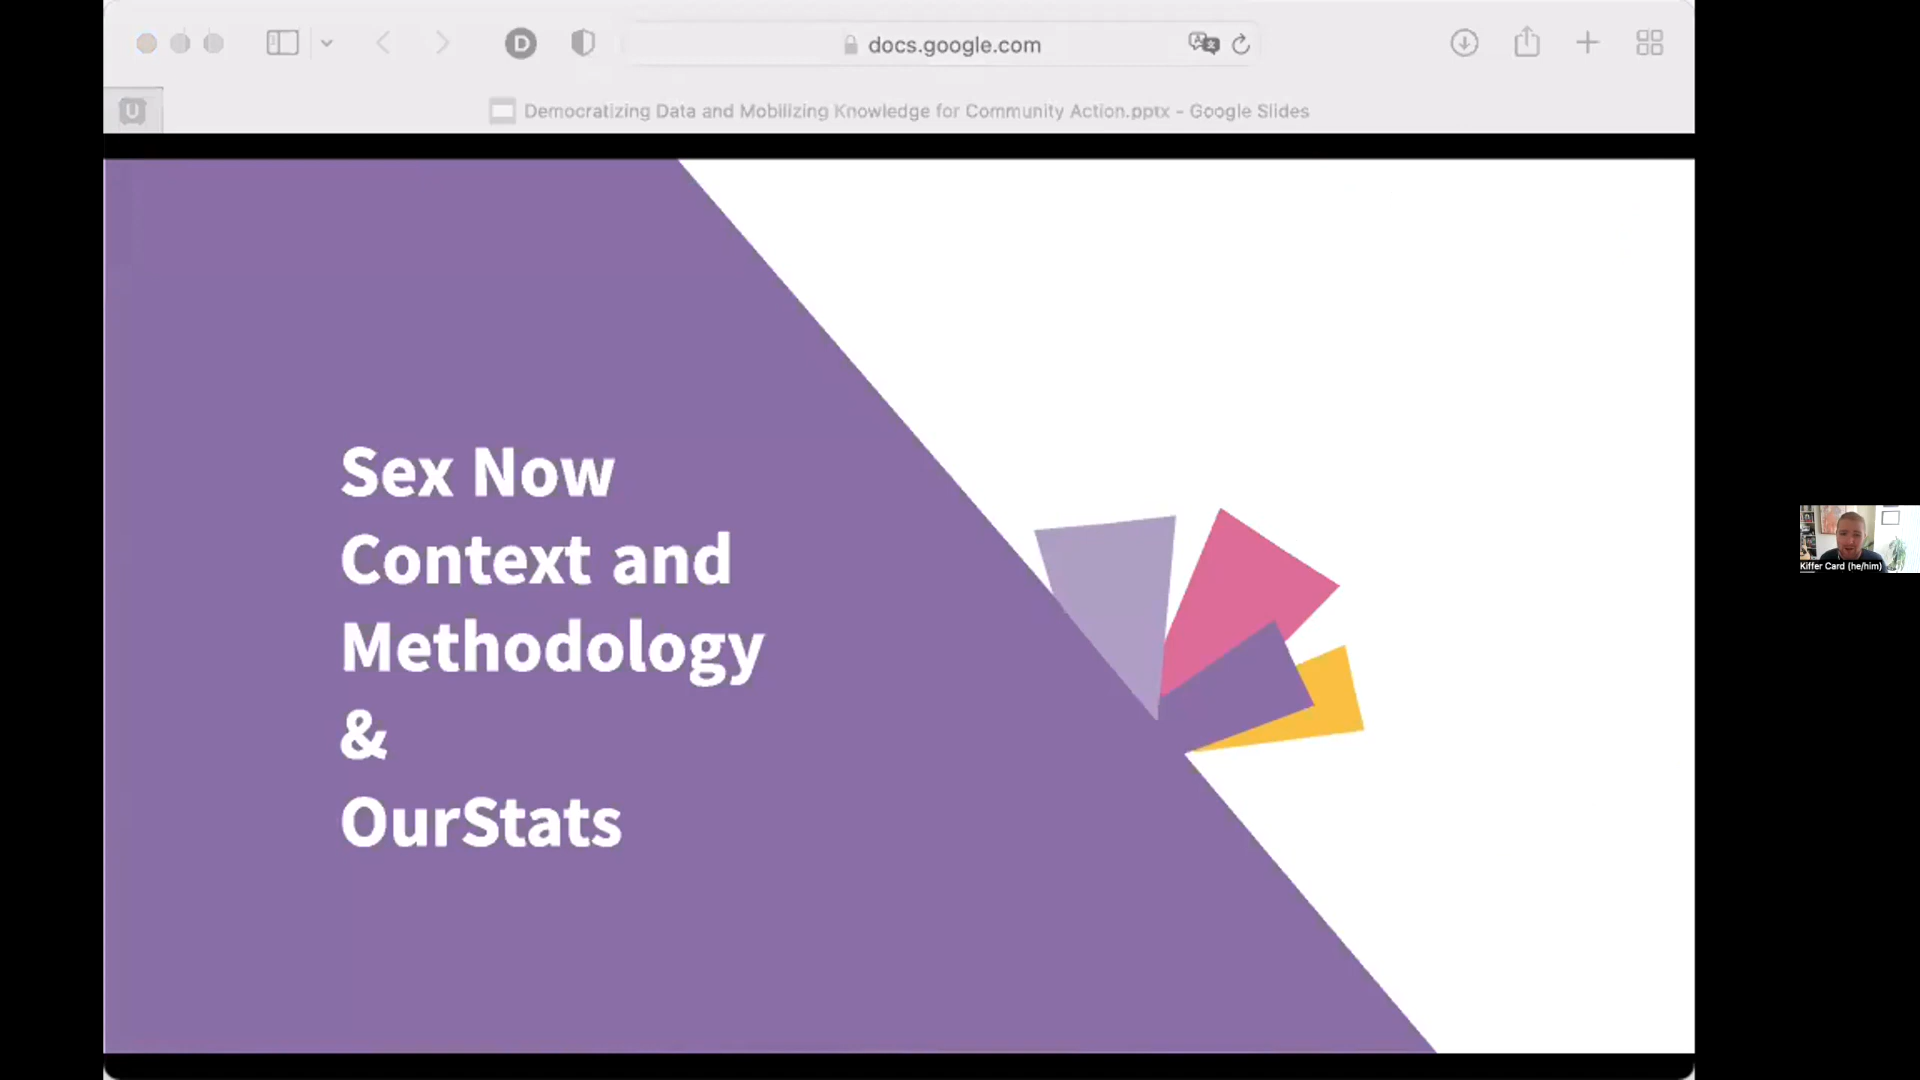 D
docs.google.com
U
Democratizing Data and Mobilizing Knowledge for Community Action.pptx - Google Slides
Sex Now
Context and
Methodology
&
OurStats
Kiffer Card (he/him)